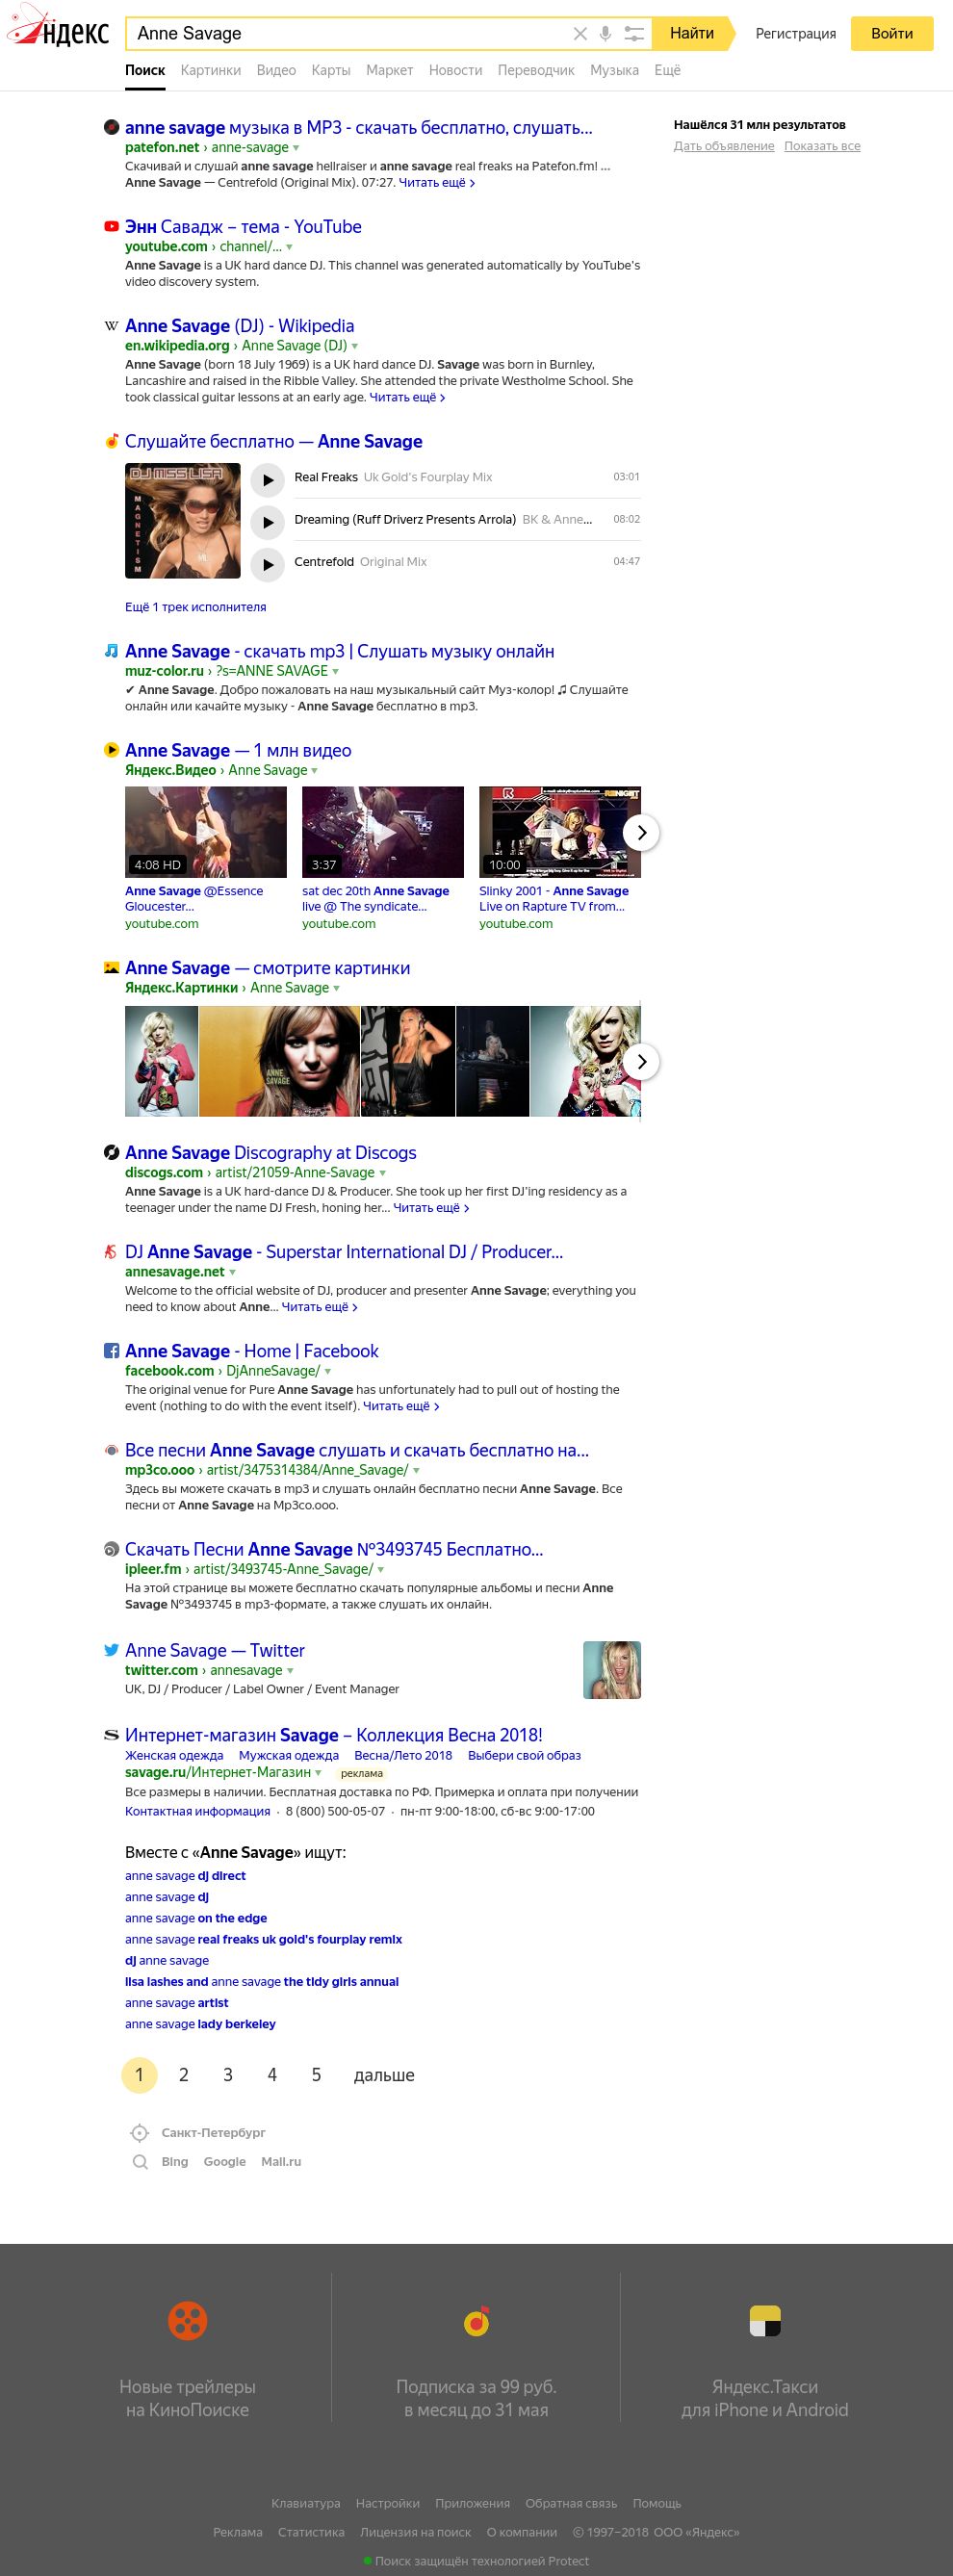 Яндекс
Anne Savage
Найти
Регистрация
Войти
Поиск Картинки Видео Карты Маркет Новости Переводчик Музыка Ещё
Нашёлся 31 млн результатов
Дать объявление Показать все
anne savage музыка в MP3 - скачать бесплатно, слушать...
patefon.net › anne-savage
Скачивай и слушай anne savage hellraiser и anne savage real freaks на Patefon.fm! ...
Anne Savage — Centrefold (Original Mix). 07:27. Читать ещё
Энн Савадж – тема - YouTube
youtube.com › channel/...
Anne Savage is a UK hard dance DJ. This channel was generated automatically by YouTube's
video discovery system.
Anne Savage (DJ) - Wikipedia
en.wikipedia.org › Anne Savage (DJ)
Anne Savage (born 18 July 1969) is a UK hard dance DJ. Savage was born in Burnley,
Lancashire and raised in the Ribble Valley. She attended the private Westholme School. She
took classical guitar lessons at an early age. Читать ещё
Слушайте бесплатно — Anne Savage
DJ MISS LISA
MAGNETISM
Real Freaks Uk Gold's Fourplay Mix 03:01
Dreaming (Ruff Driverz Presents Arrola) BK & Anne... 08:02
Centrefold Original Mix 04:47
Ещё 1 трек исполнителя
Anne Savage - скачать mp3 | Слушать музыку онлайн
muz-color.ru › ?s=ANNE SAVAGE
✔ Anne Savage. Добро пожаловать на наш музыкальный сайт Муз-колор! ♫ Слушайте
онлайн или качайте музыку - Anne Savage бесплатно в mp3.
Anne Savage — 1 млн видео
Яндекс.Видео › Anne Savage
4:08 HD
3:37
10:00
Anne Savage @Essence
Gloucester...
youtube.com
sat dec 20th Anne Savage
live @ The syndicate...
youtube.com
Slinky 2001 - Anne Savage
Live on Rapture TV from...
youtube.com
Anne Savage — смотрите картинки
Яндекс.Картинки › Anne Savage
ANNE
SAVAGE
Anne Savage Discography at Discogs
discogs.com › artist/21059-Anne-Savage
Anne Savage is a UK hard-dance DJ & Producer. She took up her first DJ'ing residency as a
teenager under the name DJ Fresh, honing her... Читать ещё
DJ Anne Savage - Superstar International DJ / Producer...
annesavage.net
Welcome to the official website of DJ, producer and presenter Anne Savage; everything you
need to know about Anne... Читать ещё
Anne Savage - Home | Facebook
facebook.com › DjAnneSavage/
The original venue for Pure Anne Savage has unfortunately had to pull out of hosting the
event (nothing to do with the event itself). Читать ещё
Все песни Anne Savage слушать и скачать бесплатно на...
mp3co.ooo › artist/3475314384/Anne_Savage/
Здесь вы можете скачать в mp3 и слушать онлайн бесплатно песни Anne Savage. Все
песни от Anne Savage на Mp3co.ooo.
Скачать Песни Anne Savage №3493745 Бесплатно...
ipleer.fm › artist/3493745-Anne_Savage/
На этой странице вы можете бесплатно скачать популярные альбомы и песни Anne
Savage №3493745 в mp3-формате, а также слушать их онлайн.
Anne Savage — Twitter
twitter.com › annesavage
UK, DJ / Producer / Label Owner / Event Manager
Интернет-магазин Savage – Коллекция Весна 2018!
Женская одежда Мужская одежда Весна/Лето 2018 Выбери свой образ
savage.ru/Интернет-Магазин реклама
Все размеры в наличии. Бесплатная доставка по РФ. Примерка и оплата при получении
Контактная информация · 8 (800) 500-05-07 · пн-пт 9:00-18:00, сб-вс 9:00-17:00
Вместе с «Anne Savage» ищут:
anne savage dj direct
anne savage dj
anne savage on the edge
anne savage real freaks uk gold's fourplay remix
dj anne savage
lisa lashes and anne savage the tidy girls annual
anne savage artist
anne savage lady berkeley
1 2 3 4 5 дальше
Санкт-Петербург
Bing Google Mail.ru
Новые трейлеры
на КиноПоиске
Подписка за 99 руб.
в месяц до 31 мая
Яндекс.Такси
для iPhone и Android
Клавиатура Настройки Приложения Обратная связь Помощь
Реклама Статистика Лицензия на поиск О компании © 1997–2018 ООО «Яндекс»
Поиск защищён технологией Protect